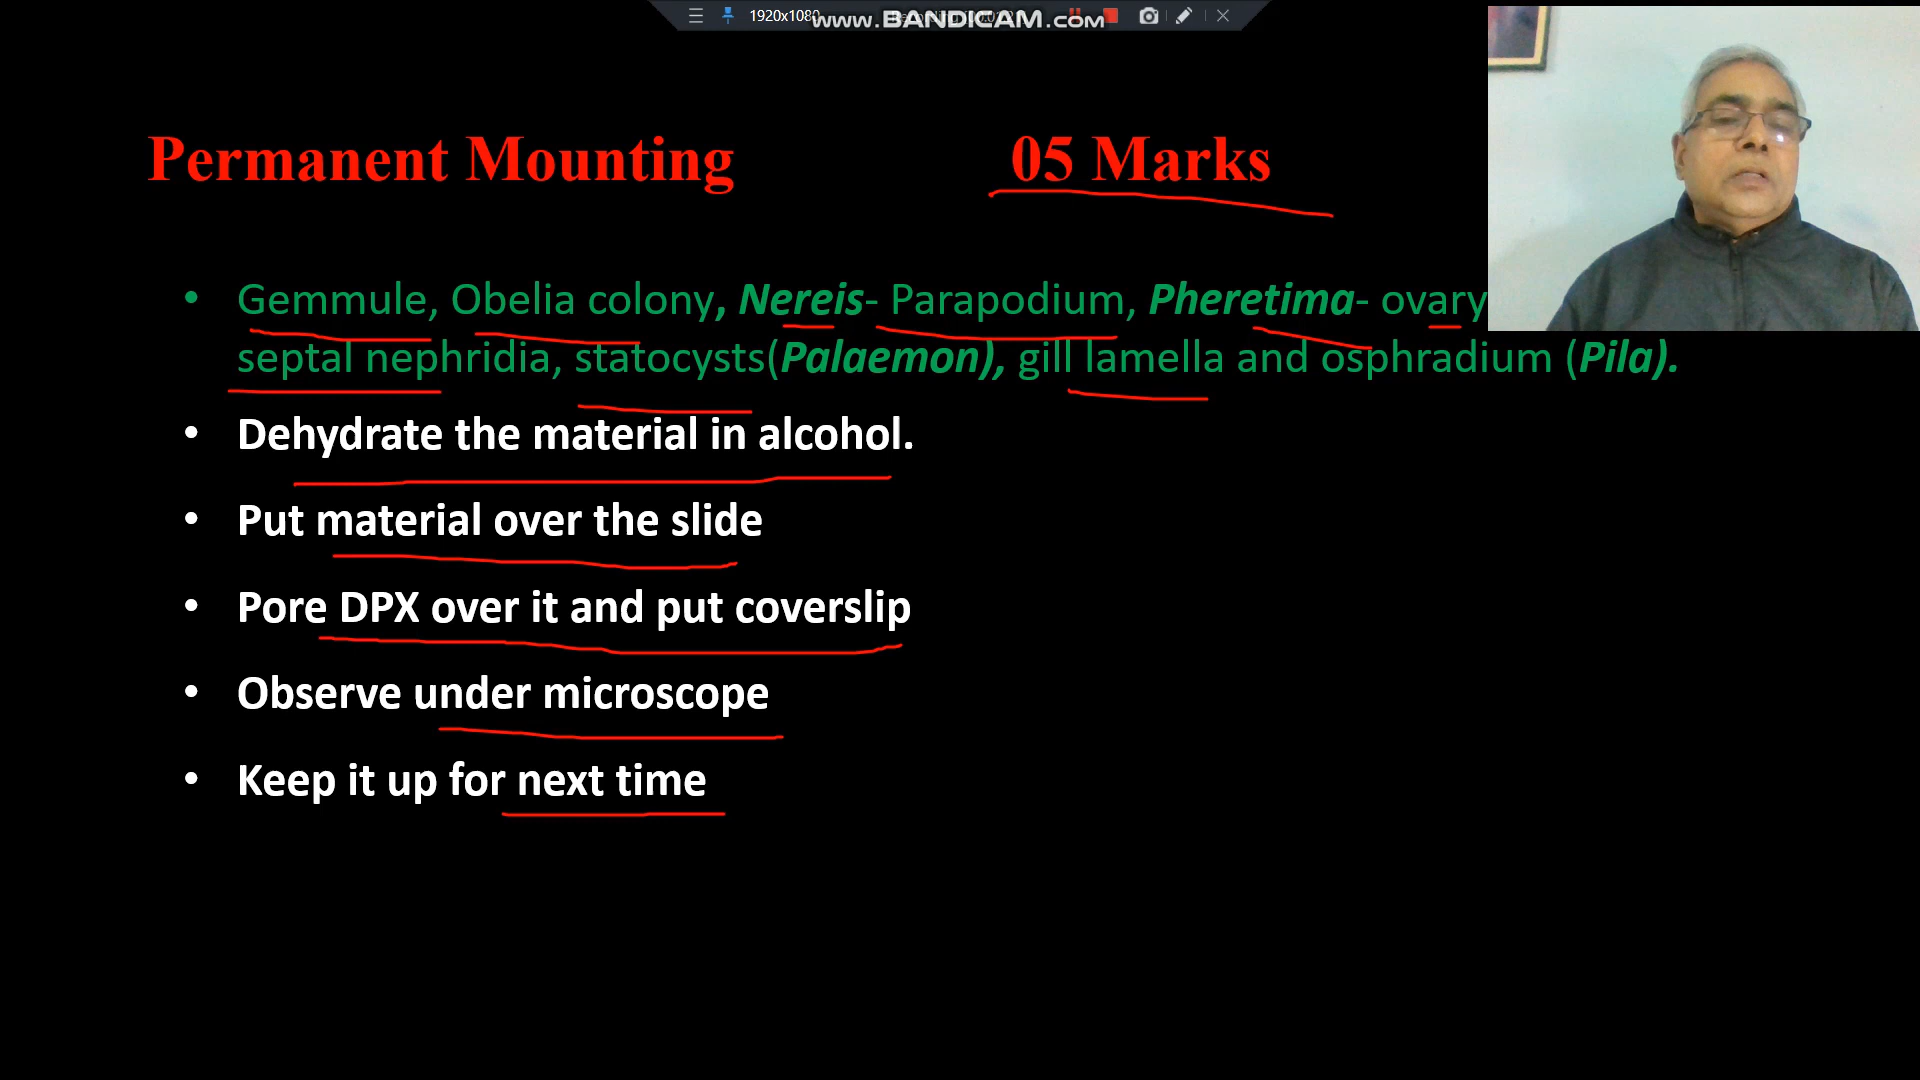 1920x1080
www.BANDICAM.com
Permanent Mounting 05 Marks
• Gemmule, Obelia colony, Nereis- Parapodium, Pheretima- ovary
septal nephridia, statocysts(Palaemon), gill lamella and osphradium (Pila).
• Dehydrate the material in alcohol.
• Put material over the slide
• Pore DPX over it and put coverslip
• Observe under microscope
• Keep it up for next time